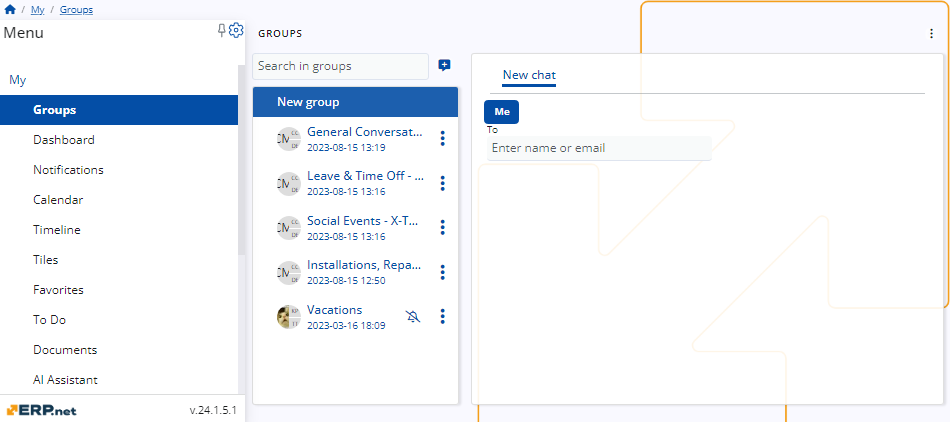 / My / Groups
Menu
My
Groups
Dashboard
Notifications
Calendar
Timeline
Tiles
Favorites
To Do
Documents
AI Assistant
ERP.net
v.24.1.5.1
GROUPS
Search in groups
New group
General Conversat...
2023-08-15 13:19
Leave & Time Off - ...
2023-08-15 13:16
Social Events - X-T...
2023-08-15 13:16
Installations, Repa...
2023-08-15 12:50
Vacations
2023-03-16 18:09
New chat
Me
To
Enter name or email